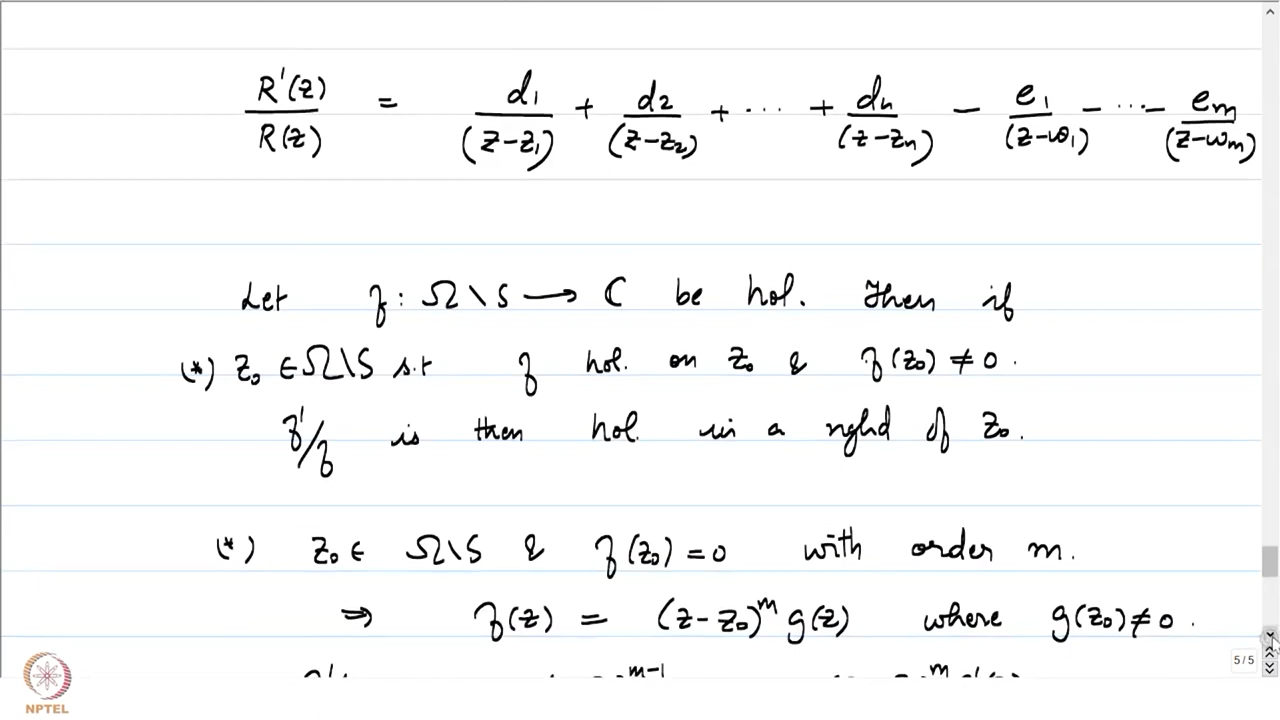 R'(z)/R(z) = d1/(z-z1) + d2/(z-z2) + ... + dn/(z-zn) - e1/(z-ω1) - ... - em/(z-ωm)
Let f : Ω\S → ℂ be hol. Then if
(*) z0 ∈ Ω\S s.t f hol. on z0 & f(z0) ≠ 0.
f'/f is then hol. in a nghd of z0.
(*) z0 ∈ Ω\S & f(z0) = 0 with order m.
⇒ f(z) = (z-z0)^m g(z) where g(z0) ≠ 0.
5/5
NPTEL